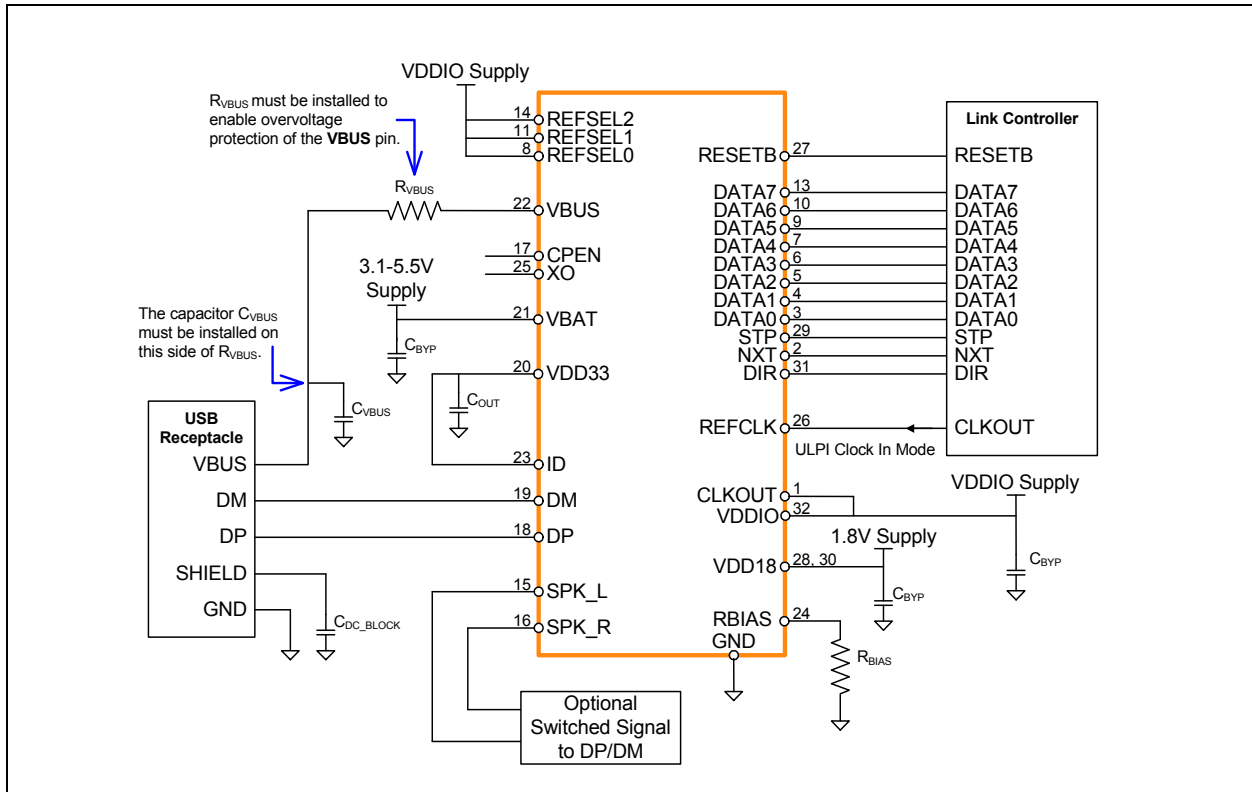 VDDIO Supply
RVBUS must be installed to
enable overvoltage
protection of the VBUS pin.
RVBUS
14 REFSEL2
11 REFSEL1
8 REFSEL0
22 VBUS
17 CPEN
25 XO
3.1-5.5V
Supply
21 VBAT
CBYP
The capacitor CVBUS
must be installed on
this side of RVBUS.
CVBUS
20 VDD33
COUT
USB
Receptacle
VBUS
DM
DP
SHIELD
GND
CDC_BLOCK
23 ID
19 DM
18 DP
15 SPK_L
16 SPK_R
Optional
Switched Signal
to DP/DM
GND
Link Controller
RESETB 27 RESETB
DATA7 13 DATA7
DATA6 10 DATA6
DATA5 9 DATA5
DATA4 7 DATA4
DATA3 6 DATA3
DATA2 5 DATA2
DATA1 4 DATA1
DATA0 3 DATA0
STP 29 STP
NXT 2 NXT
DIR 31 DIR
REFCLK 26 CLKOUT
ULPI Clock In Mode
CLKOUT 1
VDDIO 32
VDDIO Supply
CBYP
1.8V Supply
VDD18 28, 30
CBYP
RBIAS 24
RBIAS